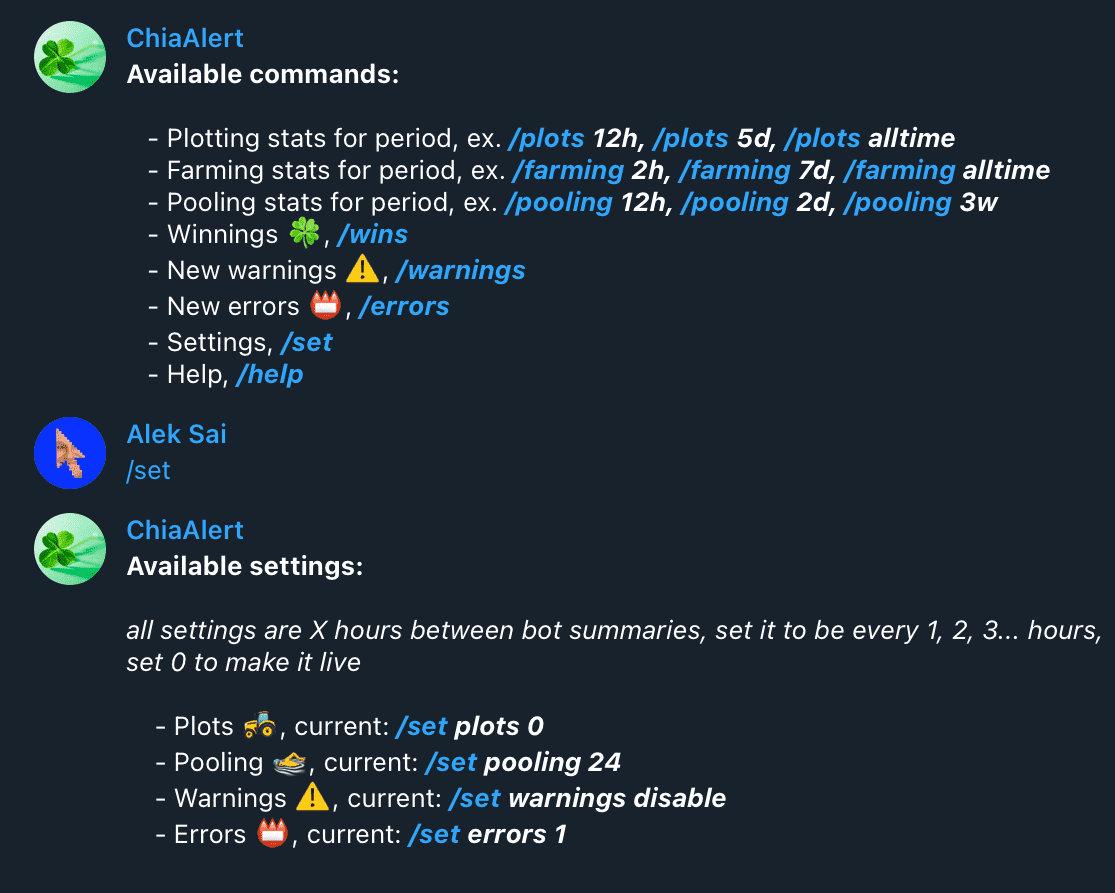 ChiaAlert
Available commands:
- Plotting stats for period, ex. /plots 12h, /plots 5d, /plots alltime
- Farming stats for period, ex. /farming 2h, /farming 7d, /farming alltime
- Pooling stats for period, ex. /pooling 12h, /pooling 2d, /pooling 3w
- Winnings 🍀, /wins
- New warnings ⚠️, /warnings
- New errors 📛, /errors
- Settings, /set
- Help, /help
Alek Sai
/set
ChiaAlert
Available settings:
all settings are X hours between bot summaries, set it to be every 1, 2, 3... hours,
set 0 to make it live
- Plots 🚜, current: /set plots 0
- Pooling 🚤, current: /set pooling 24
- Warnings ⚠️, current: /set warnings disable
- Errors 📛, current: /set errors 1